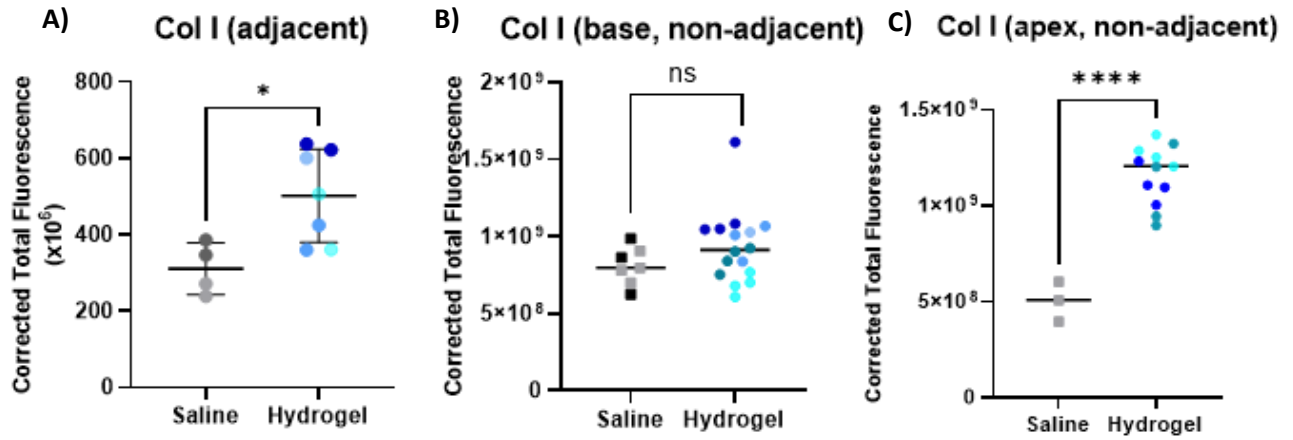 A)
Col I (adjacent)
Corrected Total Fluorescence
(x10⁶)
800
600
400
200
0
*
Saline
Hydrogel
B)
Col I (base, non-adjacent)
Corrected Total Fluorescence
2×10⁹
1.5×10⁹
1×10⁹
5×10⁸
0
ns
Saline
Hydrogel
C)
Col I (apex, non-adjacent)
Corrected Total Fluorescence
1.5×10⁹
1×10⁹
5×10⁸
0
****
Saline
Hydrogel